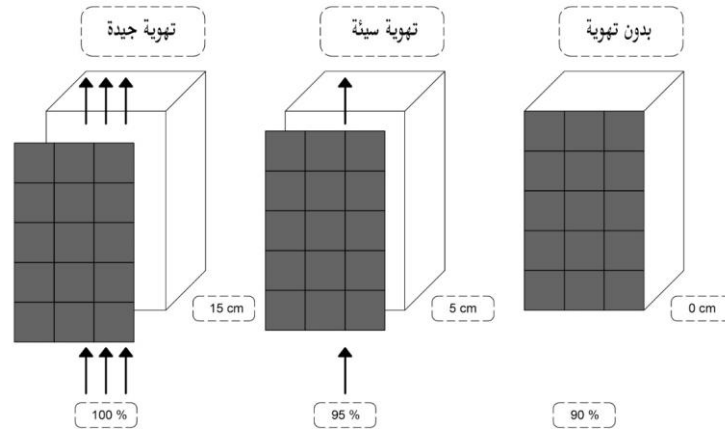 بدون تهوية
تهوية سيئة
تهوية جيدة
0 cm
5 cm
15 cm
90 %
95 %
100 %